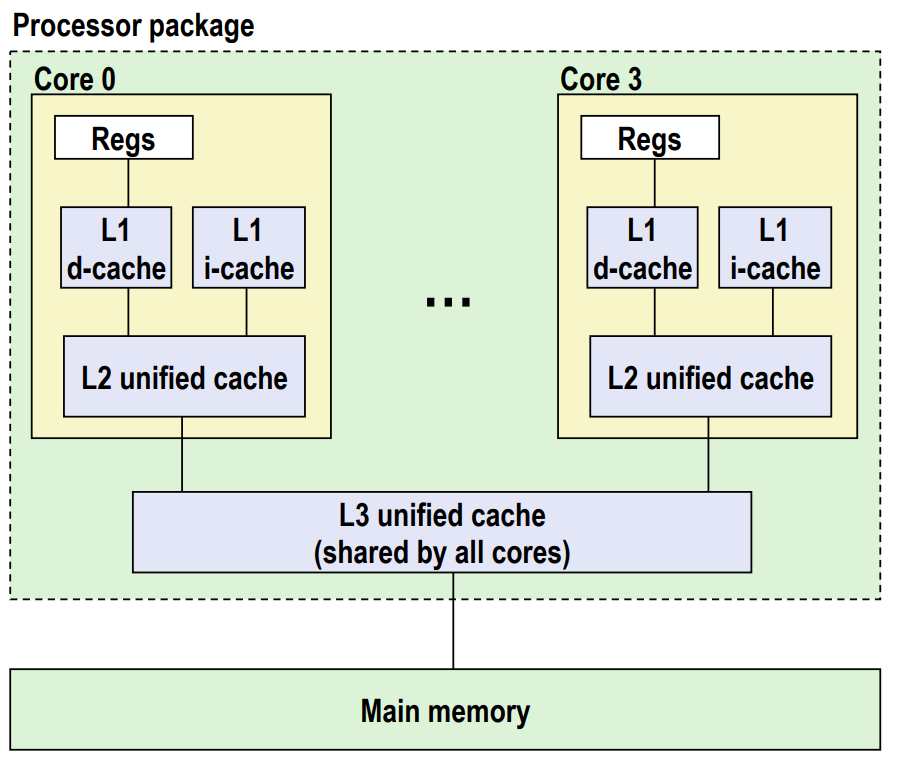 Processor package
Core 0
Core 3
Regs
Regs
L1
d-cache
L1
i-cache
L1
d-cache
L1
i-cache
...
L2 unified cache
L2 unified cache
L3 unified cache
(shared by all cores)
Main memory